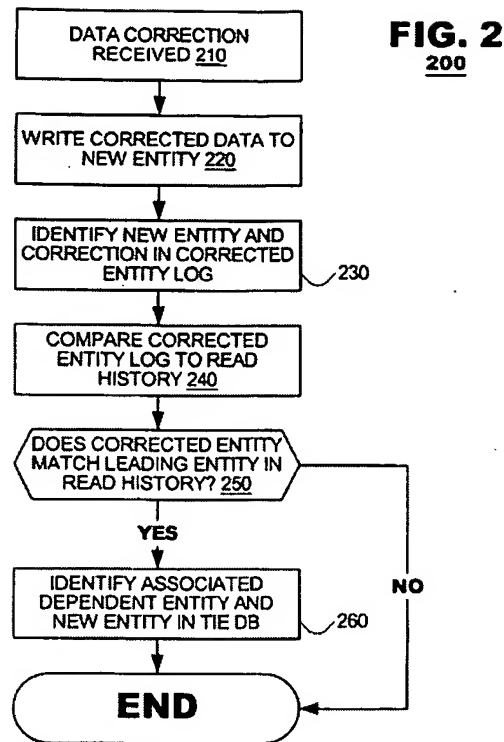 FIG. 2
200
DATA CORRECTION
RECEIVED 210
WRITE CORRECTED DATA TO
NEW ENTITY 220
IDENTIFY NEW ENTITY AND
CORRECTION IN CORRECTED
ENTITY LOG
230
COMPARE CORRECTED
ENTITY LOG TO READ
HISTORY 240
DOES CORRECTED ENTITY
MATCH LEADING ENTITY IN
READ HISTORY? 250
YES
NO
IDENTIFY ASSOCIATED
DEPENDENT ENTITY AND
NEW ENTITY IN TIE DB
260
END